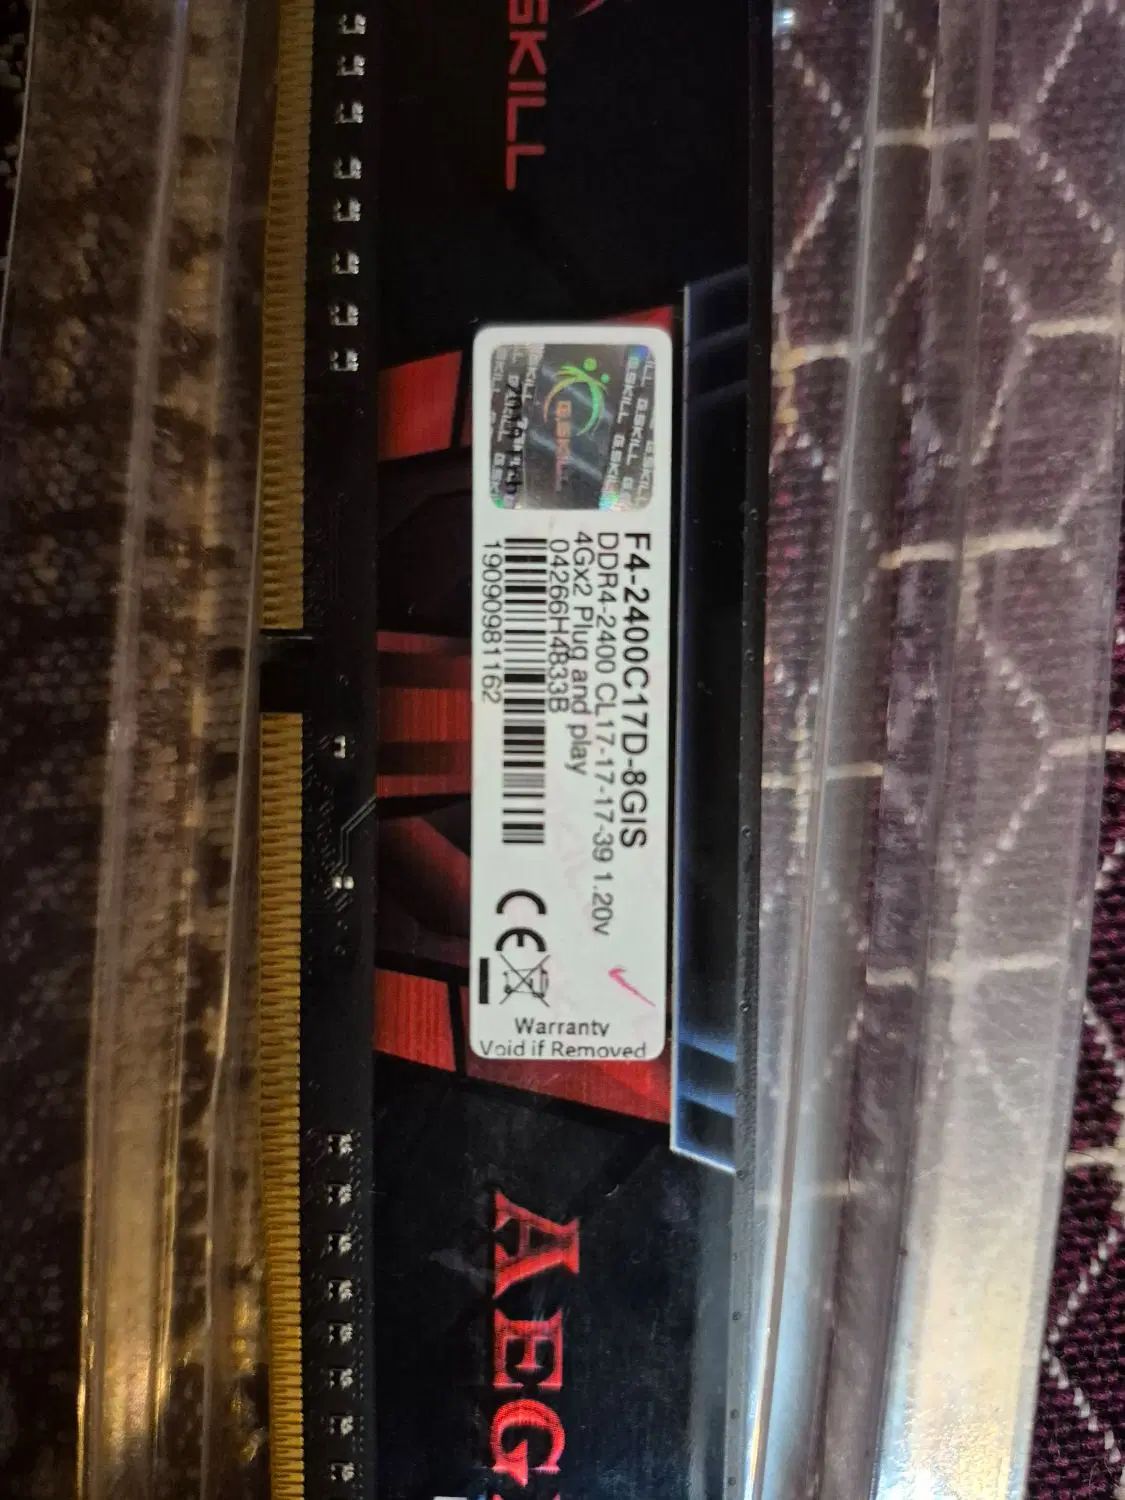 GSKILL
F4-2400C17D-8GIS
DDR4-2400 CL17-17-17-39 1.20v
4Gx2 Plug and play
04266H4833B
19090981162
CE
Warranty
Void if Removed
AEG